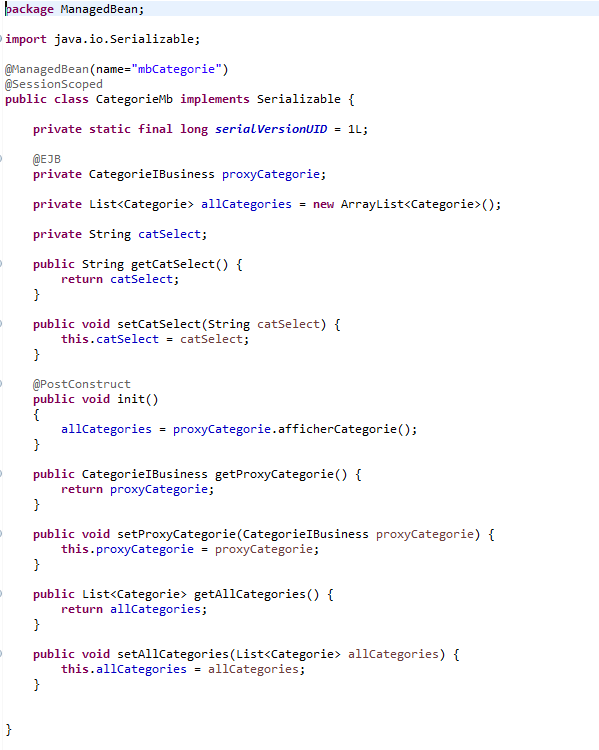 package ManagedBean;
import java.io.Serializable;
@ManagedBean(name="mbCategorie")
@SessionScoped
public class CategorieMb implements Serializable {
private static final long serialVersionUID = 1L;
@EJB
private CategorieIBusiness proxyCategorie;
private List<Categorie> allCategories = new ArrayList<Categorie>();
private String catSelect;
public String getCatSelect() {
return catSelect;
}
public void setCatSelect(String catSelect) {
this.catSelect = catSelect;
}
@PostConstruct
public void init()
{
allCategories = proxyCategorie.afficherCategorie();
}
public CategorieIBusiness getProxyCategorie() {
return proxyCategorie;
}
public void setProxyCategorie(CategorieIBusiness proxyCategorie) {
this.proxyCategorie = proxyCategorie;
}
public List<Categorie> getAllCategories() {
return allCategories;
}
public void setAllCategories(List<Categorie> allCategories) {
this.allCategories = allCategories;
}
}